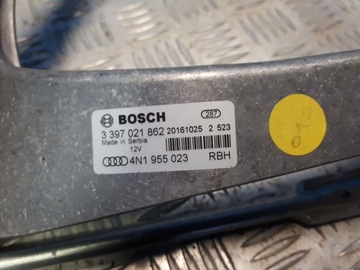 BOSCH
287
3 397 021 862 20161025 2 523
Made in Serbia
12V
4N1 955 023 RBH